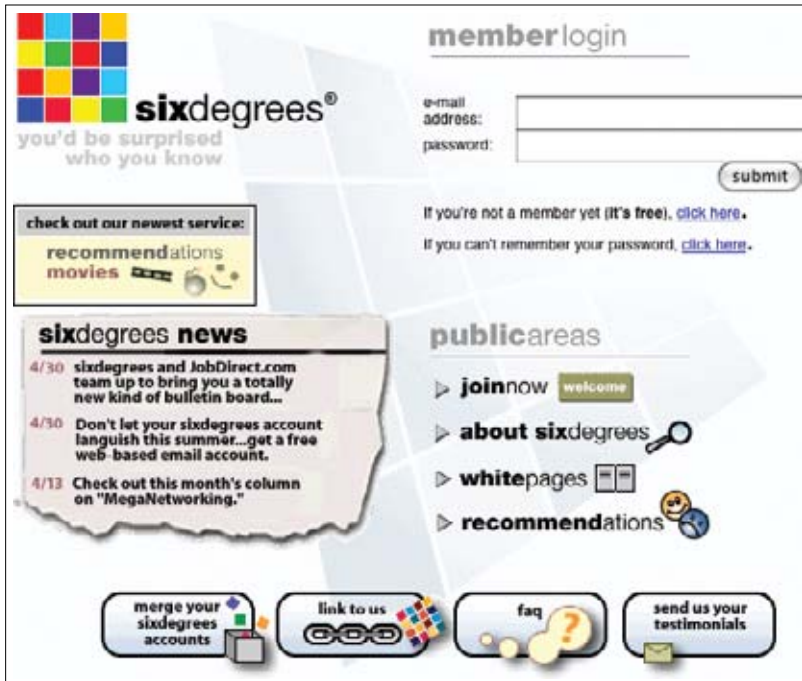 sixdegrees®
you'd be surprised
who you know
memberlogin
e-mail
address:
password:
submit
If you're not a member yet (it's free), click here.
If you can't remember your password, click here.
check out our newest service:
recommendations
movies
sixdegrees news
4/30 sixdegrees and JobDirect.com
team up to bring you a totally
new kind of bulletin board...
4/30 Don't let your sixdegrees account
languish this summer...get a free
web-based email account.
4/13 Check out this month's column
on "MegaNetworking."
publicareas
joinnow welcome
about sixdegrees
whitepages
recommendations
merge your
sixdegrees
accounts
link to us
faq
?
send us your
testimonials